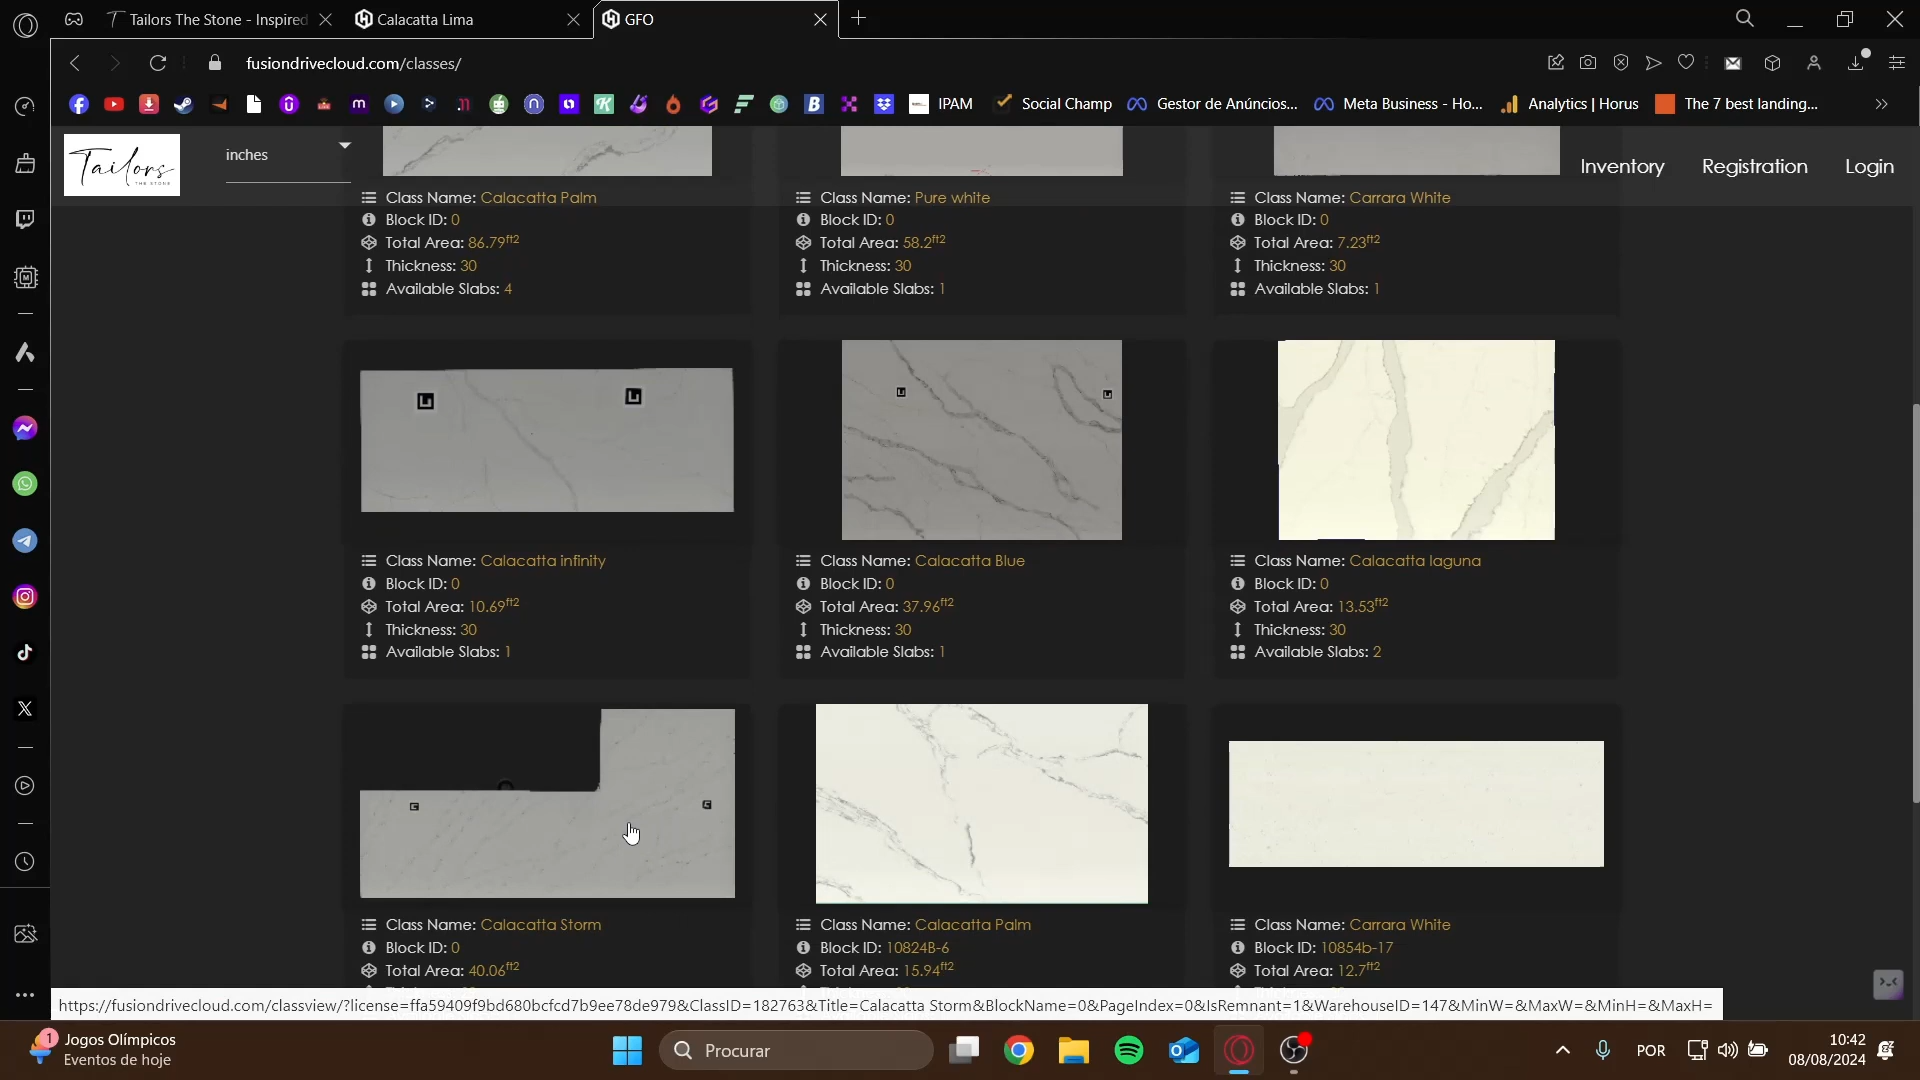 Tailors The Stone - Inspired
Calacatta Lima
GFO
fusiondrivecloud.com/classes/
IPAM
Social Champ
Gestor de Anúncios...
Meta Business - Ho...
Analytics | Horus
The 7 best landing...
Tailors
THE STONE
inches
Inventory
Registration
Login
Class Name: Calacatta Palm
Block ID: 0
Total Area: 86.79ft2
Thickness: 30
Available Slabs: 4
Class Name: Pure white
Block ID: 0
Total Area: 58.2ft2
Thickness: 30
Available Slabs: 1
Class Name: Carrara White
Block ID: 0
Total Area: 7.23ft2
Thickness: 30
Available Slabs: 1
Class Name: Calacatta infinity
Block ID: 0
Total Area: 10.69ft2
Thickness: 30
Available Slabs: 1
Class Name: Calacatta Blue
Block ID: 0
Total Area: 37.96ft2
Thickness: 30
Available Slabs: 1
Class Name: Calacatta laguna
Block ID: 0
Total Area: 13.53ft2
Thickness: 30
Available Slabs: 2
Class Name: Calacatta Storm
Block ID: 0
Total Area: 40.06ft2
Class Name: Calacatta Palm
Block ID: 10824B-6
Total Area: 15.94ft2
Class Name: Carrara White
Block ID: 10854b-17
Total Area: 12.7ft2
https://fusiondrivecloud.com/classview/?license=ffa59409f9bd680bcfcd7b9ee78de979&ClassID=182763&Title=Calacatta Storm&BlockName=0&PageIndex=0&IsRemnant=1&WarehouseID=147&MinW=&MaxW=&MinH=&MaxH=
1
Jogos Olímpicos
Eventos de hoje
Procurar
POR
10:42
08/08/2024